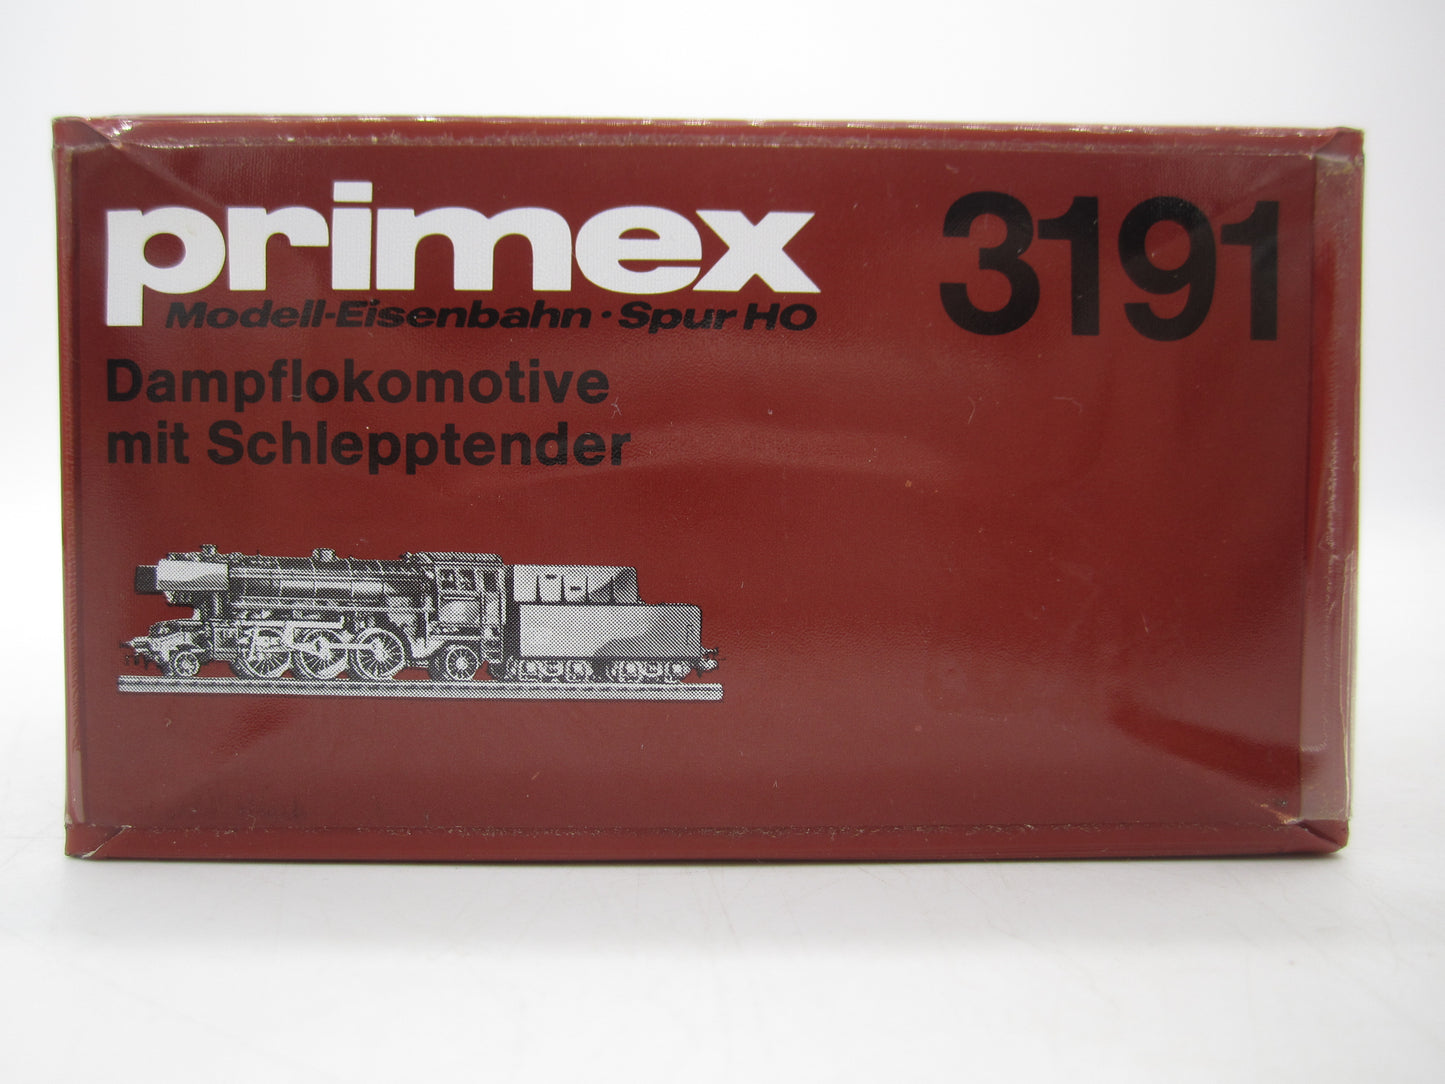 primex 3191
Modell-Eisenbahn · Spur HO
Dampflokomotive
mit Schlepptender